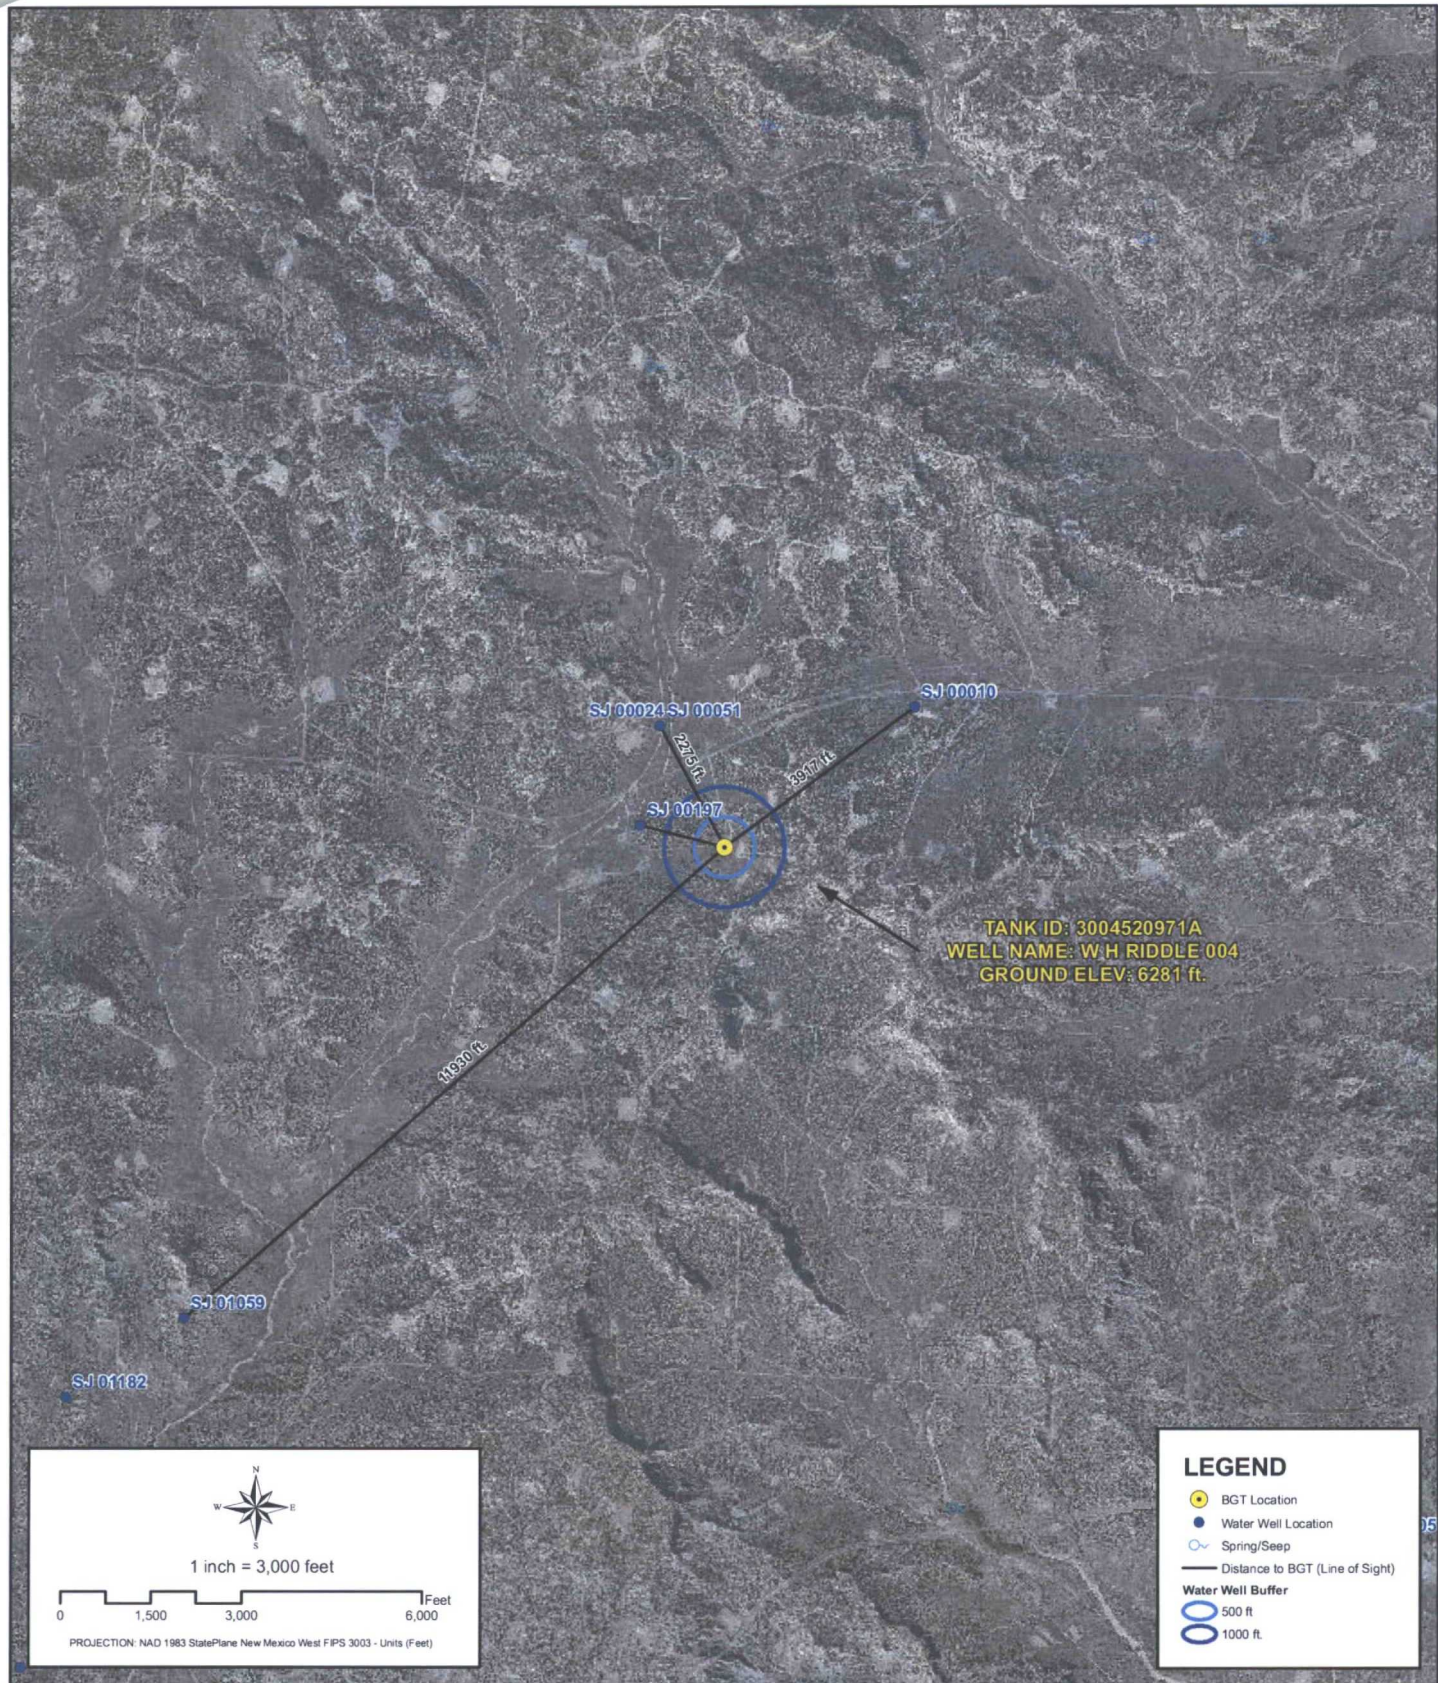 SJ 00010
SJ 00024 SJ 00051
2275 ft.
3917 ft.
SJ 00197
TANK ID: 3004520971A
WELL NAME: W H RIDDLE 004
GROUND ELEV: 6281 ft.
11930 ft.
SJ 01059
SJ 01182
N
W E
S
1 inch = 3,000 feet
Feet
0 1,500 3,000 6,000
PROJECTION: NAD 1983 StatePlane New Mexico West FIPS 3003 - Units (Feet)
LEGEND
BGT Location
Water Well Location
Spring/Seep
Distance to BGT (Line of Sight)
Water Well Buffer
500 ft
1000 ft.